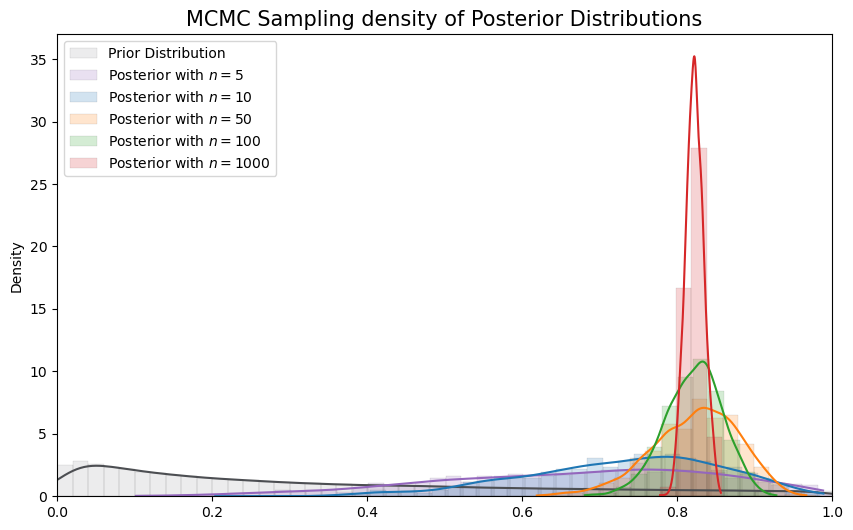 MCMC Sampling density of Posterior Distributions
Prior Distribution
Posterior with n = 5
Posterior with n = 10
Posterior with n = 50
Posterior with n = 100
Posterior with n = 1000
Density
35
30
25
20
15
10
5
0
0.0 0.2 0.4 0.6 0.8 1.0